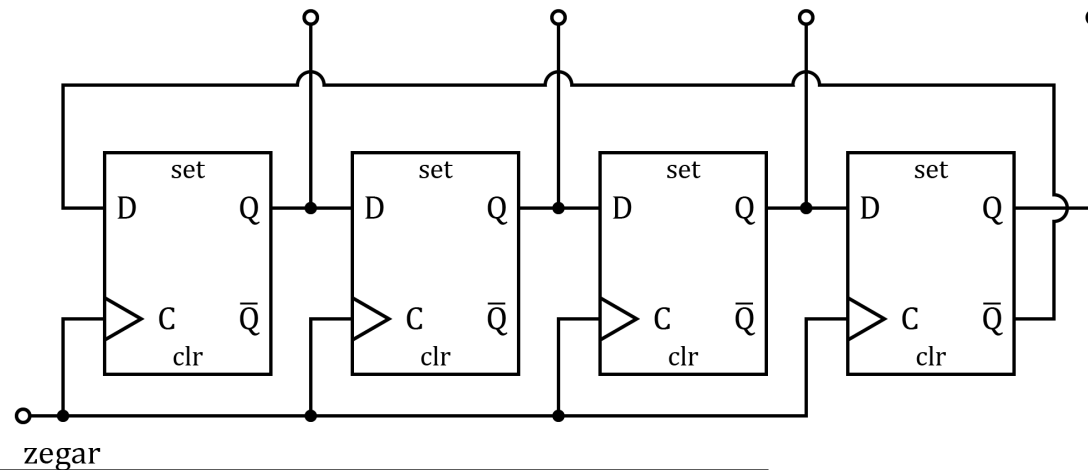 set set set set
D Q D Q D Q D Q
C Q̅ C Q̅ C Q̅ C Q̅
clr clr clr clr
zegar